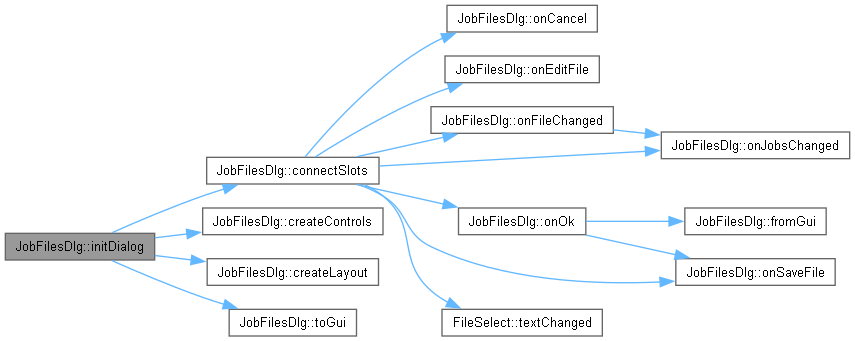 JobFilesDlg::initDialog
JobFilesDlg::connectSlots
JobFilesDlg::createControls
JobFilesDlg::createLayout
JobFilesDlg::toGui
JobFilesDlg::onCancel
JobFilesDlg::onEditFile
JobFilesDlg::onFileChanged
JobFilesDlg::onOk
FileSelect::textChanged
JobFilesDlg::onJobsChanged
JobFilesDlg::fromGui
JobFilesDlg::onSaveFile